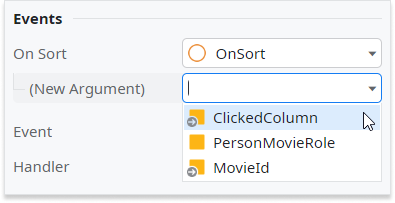 Events
On Sort OnSort
(New Argument)
ClickedColumn
Event PersonMovieRole
Handler MovieId